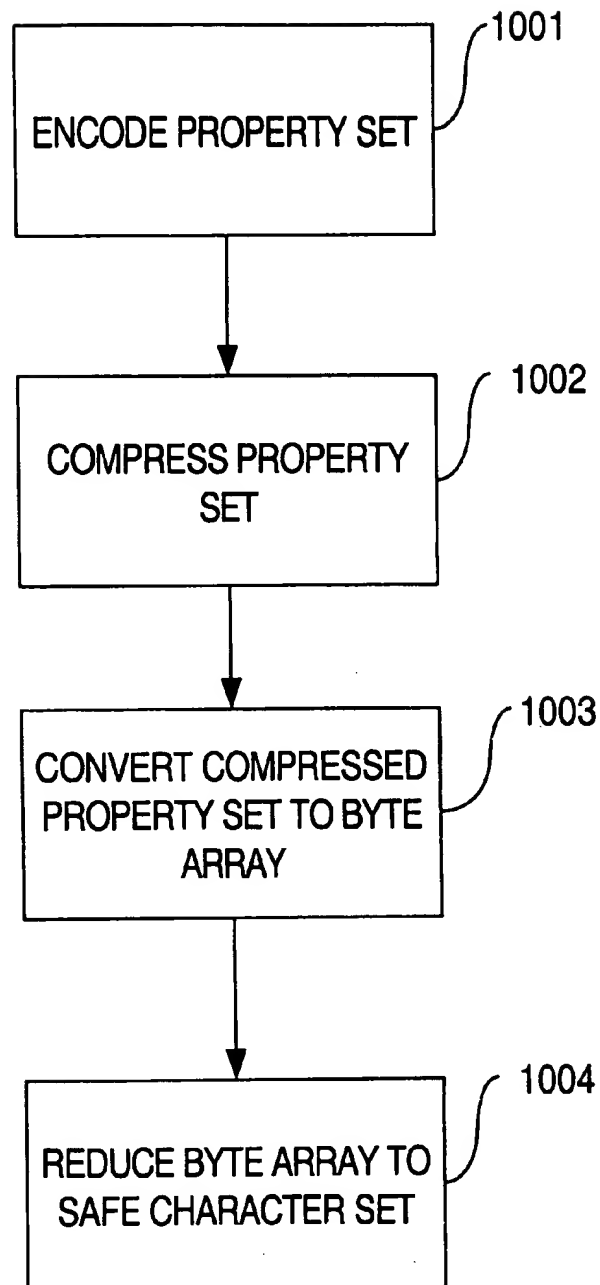 1001
ENCODE PROPERTY SET
1002
COMPRESS PROPERTY
SET
1003
CONVERT COMPRESSED
PROPERTY SET TO BYTE
ARRAY
1004
REDUCE BYTE ARRAY TO
SAFE CHARACTER SET